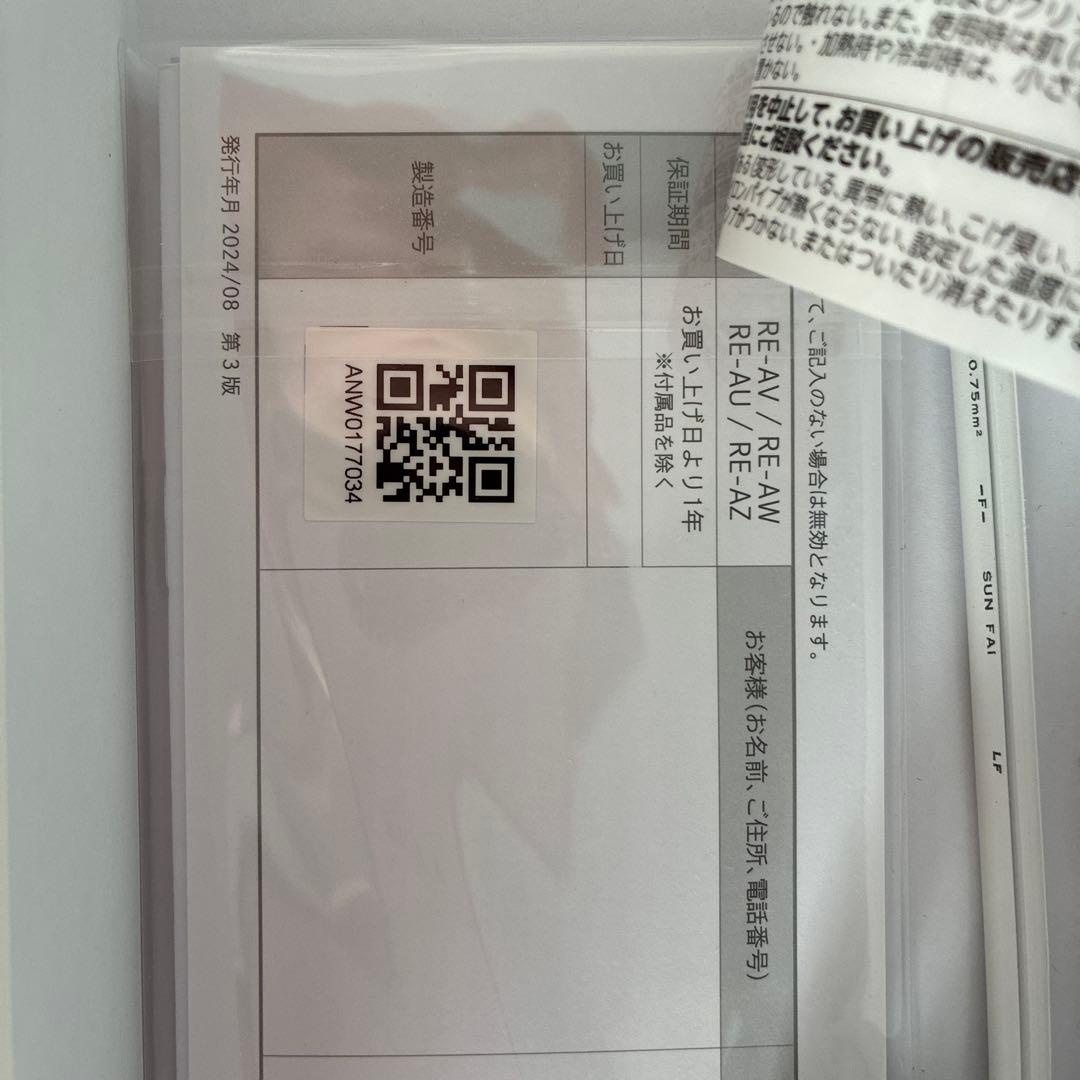 て、ご記入のない場合は無効となります。
RE-AV / RE-AW
RE-AU / RE-AZ
お客様(お名前、ご住所、電話番号)
保証期間
お買い上げ日より1年
※付属品を除く
お買い上げ日
製造番号
ANW0177034
発行年月 2024/08 第3版
るので触れない。また、使用時は肌
させない。・加熱時や冷却時は、小さ
置かない。
を中止して、お買い上げの販売店
にご相談ください。
ある(変形している、異常に熱い、こげ臭い、
パイプが熱くならない、設定した温度に
がつかない、またはついたり消えたりする
0.75mm² -F- SUN FAI LF